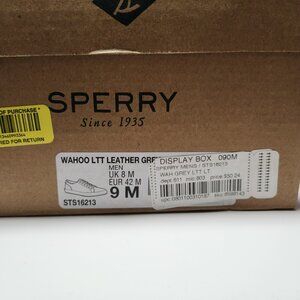 SPERRY
Since 1935
OF PURCHASE *
RED FOR RETURN
WAHOO LTT LEATHER GRE
MEN
UK 8 M
EUR 42 M
9 M
STS16213
DISPLAY BOX 090M
SPERRY MENS / STS16213
WAH GREY LTT LT